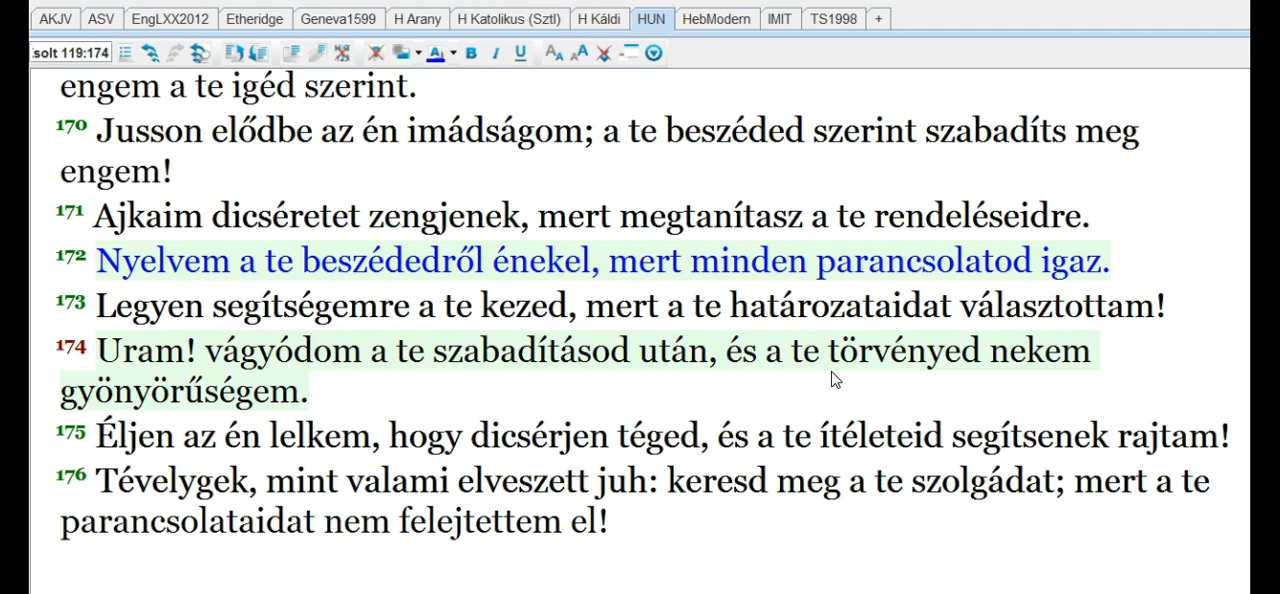 AKJV ASV EngLXX2012 Etheridge Geneva1599 H Arany H Katolikus (Sztl) H Káldi HUN HebModern IMIT TS1998 +
solt 119:174
engem a te igéd szerint.
170 Jusson elődbe az én imádságom; a te beszéded szerint szabadíts meg
engem!
171 Ajkaim dicséretet zengjenek, mert megtanítasz a te rendeléseidre.
172 Nyelvem a te beszédedről énekel, mert minden parancsolatod igaz.
173 Legyen segítségemre a te kezed, mert a te határozataidat választottam!
174 Uram! vágyódom a te szabadításod után, és a te törvényed nekem
gyönyörűségem.
175 Éljen az én lelkem, hogy dicsérjen téged, és a te ítéleteid segítsenek rajtam!
176 Tévelygek, mint valami elveszett juh: keresd meg a te szolgádat; mert a te
parancsolataidat nem felejtettem el!